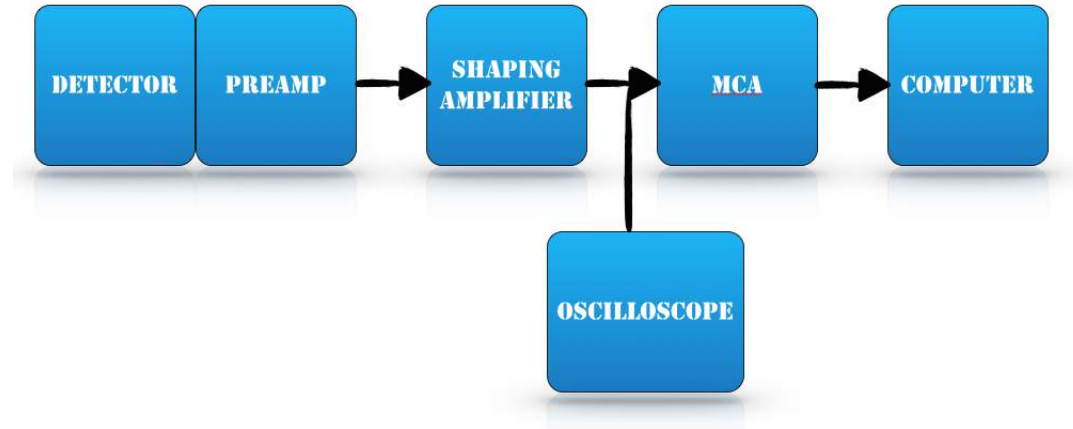 DETECTOR
PREAMP
SHAPING
AMPLIFIER
MCA
COMPUTER
OSCILLOSCOPE